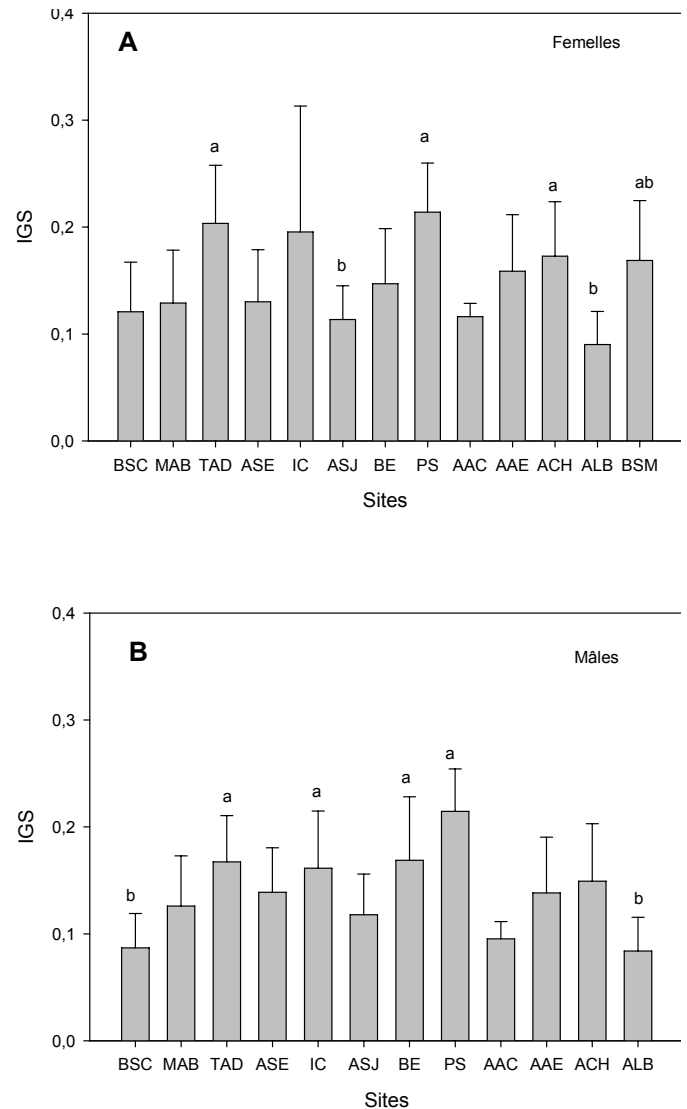 0,4
A
Femelles
0,3
a
a
a
ab
IGS
0,2
b
b
0,1
0,0
BSC MAB TAD ASE IC ASJ BE PS AAC AAE ACH ALB BSM
Sites
0,4
B
Mâles
0,3
a
a
a
a
IGS
0,2
b
b
0,1
0,0
BSC MAB TAD ASE IC ASJ BE PS AAC AAE ACH ALB
Sites